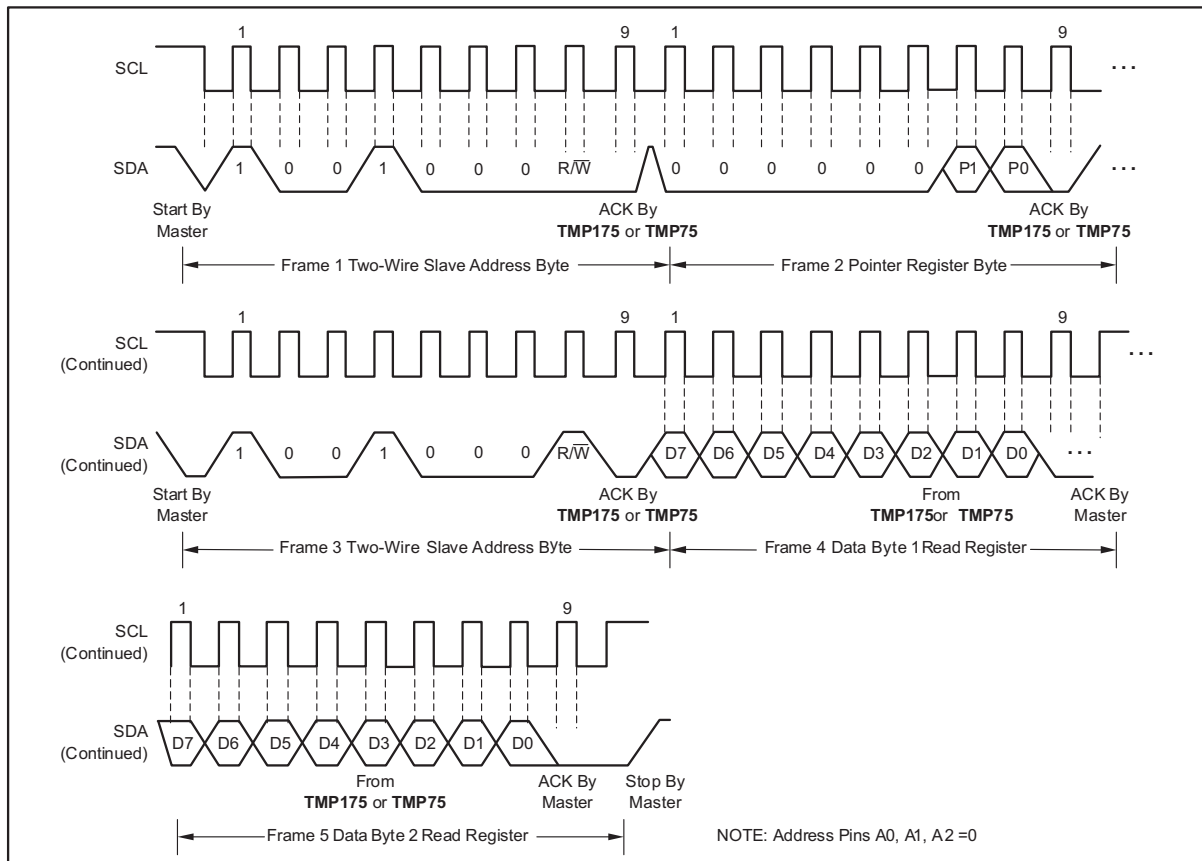 1 9 1 9
SCL ...
SDA 1 0 0 1 0 0 0 R/W̅ 0 0 0 0 0 0 P1 P0 ...
Start By Master
ACK By TMP175 or TMP75
ACK By TMP175 or TMP75
Frame 1 Two-Wire Slave Address Byte
Frame 2 Pointer Register Byte
1 9 1 9
SCL (Continued) ...
SDA (Continued) 1 0 0 1 0 0 0 R/W̅ D7 D6 D5 D4 D3 D2 D1 D0 ...
Start By Master
ACK By TMP175 or TMP75
From TMP175or TMP75
ACK By Master
Frame 3 Two-Wire Slave Address Byte
Frame 4 Data Byte 1 Read Register
1 9
SCL (Continued)
SDA (Continued) D7 D6 D5 D4 D3 D2 D1 D0
From TMP175 or TMP75
ACK By Master
Stop By Master
Frame 5 Data Byte 2 Read Register
NOTE: Address Pins A0, A1, A2 =0